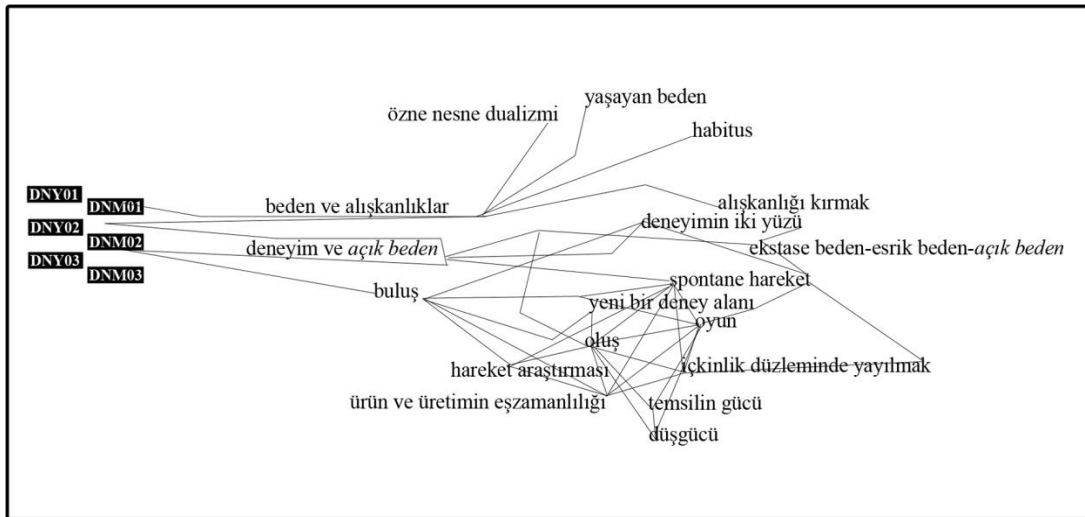 yaşayan beden
özne nesne dualizmi
habitus
DNY01
DNM01
beden ve alışkanlıklar
alışkanlığı kırmak
deneyimin iki yüzü
DNY02
DNM02
deneyim ve açık beden
ekstase beden-esrik beden-açık beden
DNY03
DNM03
spontane hareket
buluş
yeni bir deney alanı
oyun
oluş
hareket araştırması
içkinlik düzleminde yayılmak
ürün ve üretimin eşzamanlılığı
temsilin gücü
düşgücü